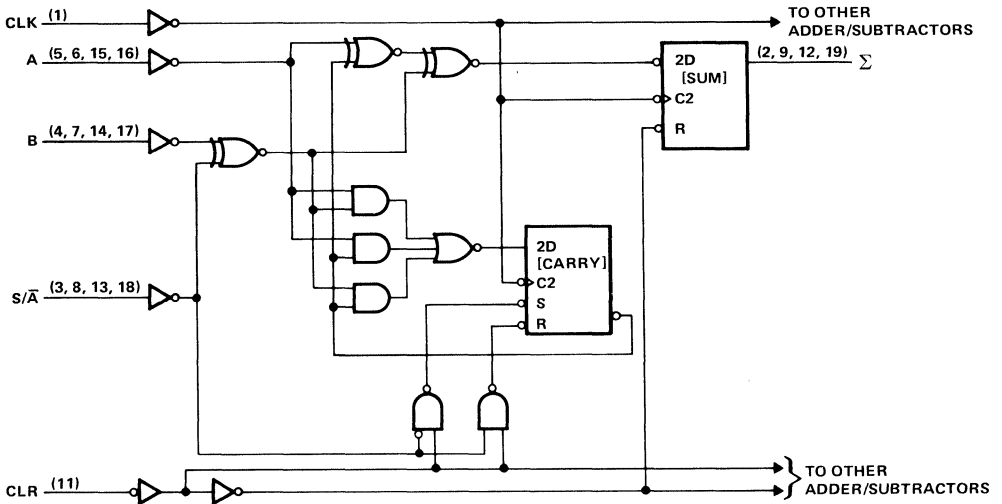 CLK (1)
TO OTHER
ADDER/SUBTRACTORS
A (5, 6, 15, 16)
2D
[SUM]
C2
R
(2, 9, 12, 19) Σ
B (4, 7, 14, 17)
2D
[CARRY]
C2
S
R
S/A̅ (3, 8, 13, 18)
CLR (11)
TO OTHER
ADDER/SUBTRACTORS